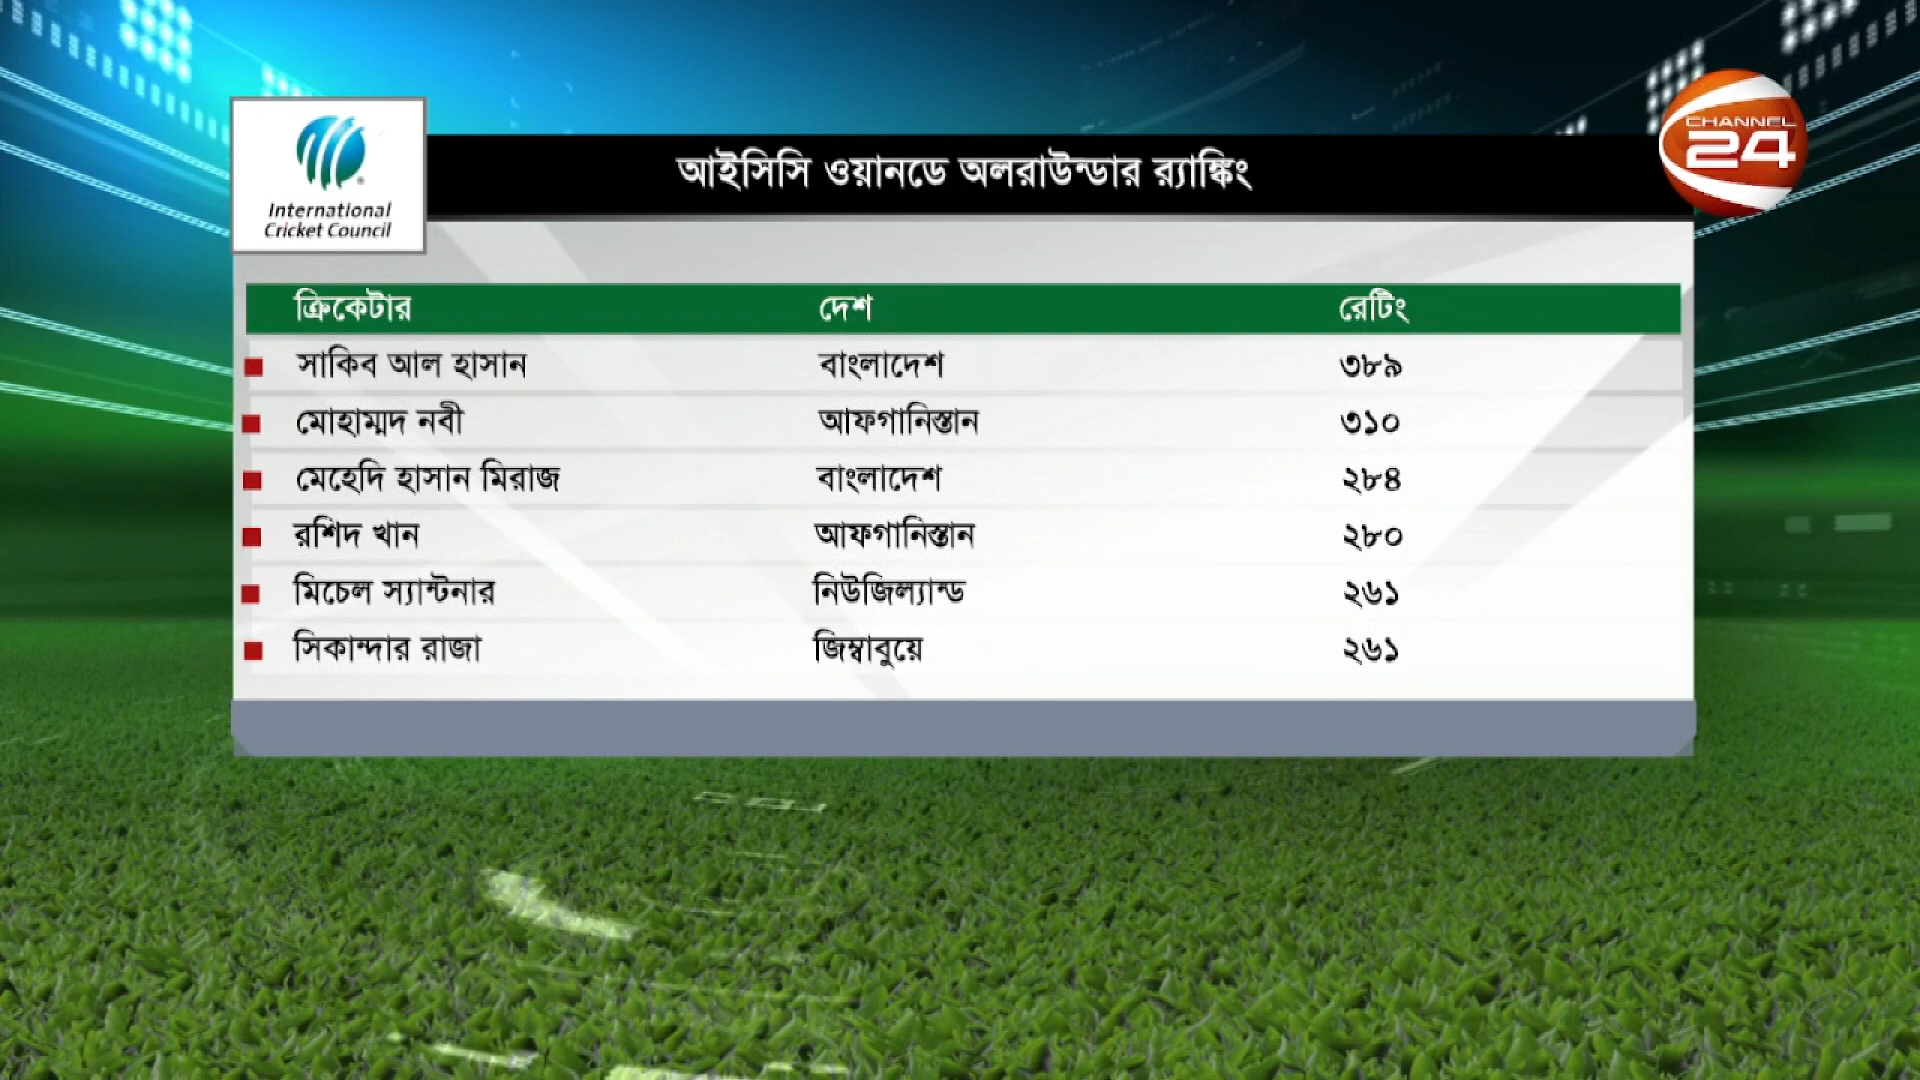 International
Cricket Council
আইসিসি ওয়ানডে অলরাউন্ডার র‍্যাঙ্কিং
CHANNEL
24
ক্রিকেটার দেশ রেটিং
সাকিব আল হাসান বাংলাদেশ ৩৮৯
মোহাম্মদ নবী আফগানিস্তান ৩১০
মেহেদি হাসান মিরাজ বাংলাদেশ ২৮৪
রশিদ খান আফগানিস্তান ২৮০
মিচেল স্যান্টনার নিউজিল্যান্ড ২৬১
সিকান্দার রাজা জিম্বাবুয়ে ২৬১